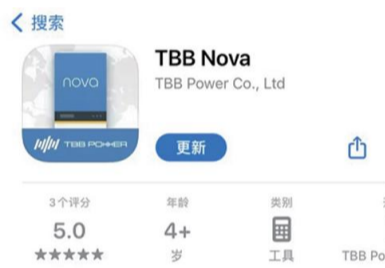 搜索
nova
TBB POWER
TBB Nova
TBB Power Co., Ltd
更新
3个评分
年龄
类别
5.0
4+
★★★★★
岁
工具
TBB Po